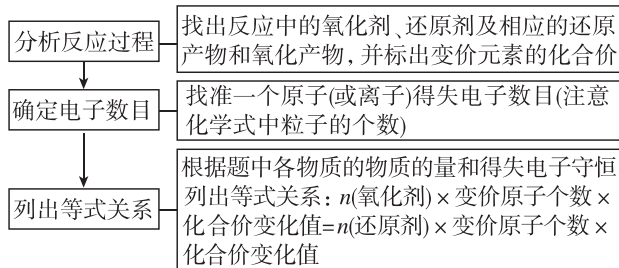 分析反应过程
找出反应中的氧化剂、还原剂及相应的还原
产物和氧化产物，并标出变价元素的化合价
确定电子数目
找准一个原子(或离子)得失电子数目(注意
化学式中粒子的个数)
列出等式关系
根据题中各物质的物质的量和得失电子守恒
列出等式关系：n(氧化剂)×变价原子个数×
化合价变化值=n(还原剂)×变价原子个数×
化合价变化值